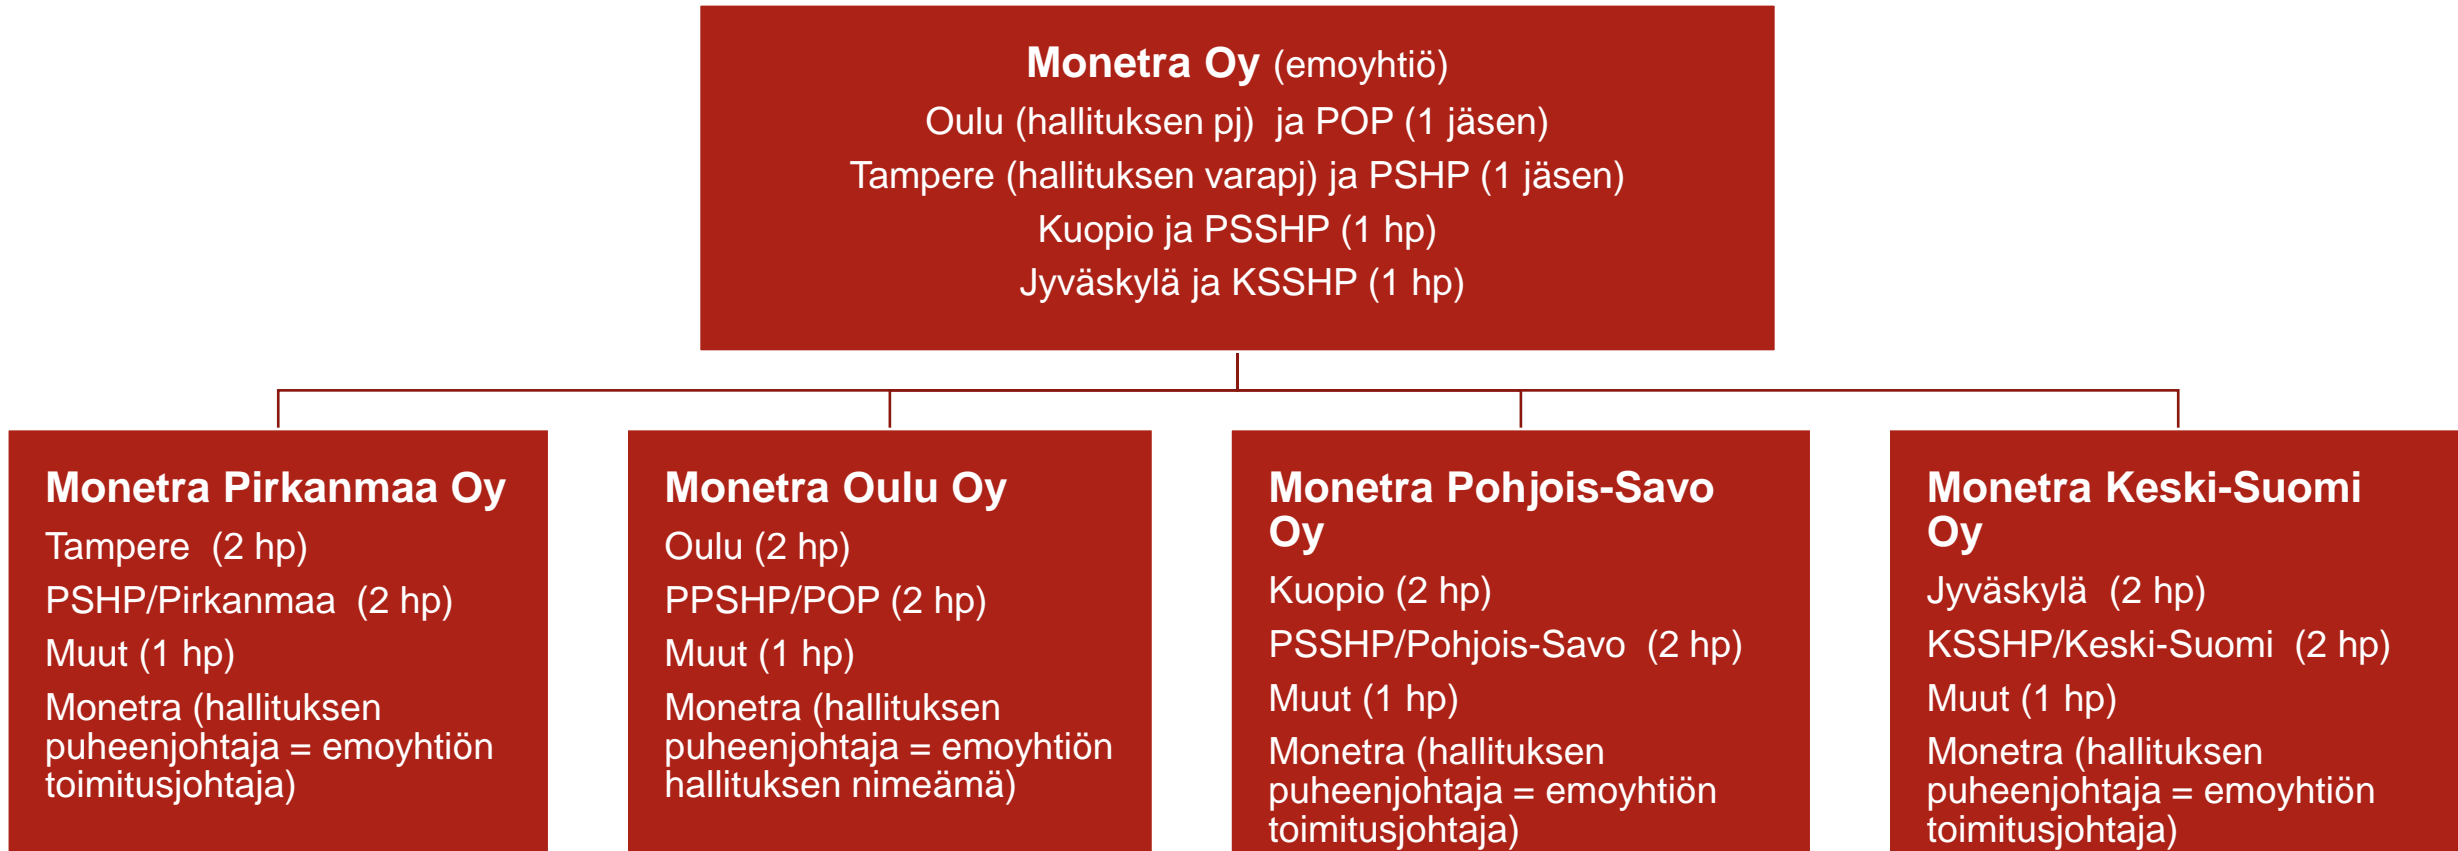 Monetra Oy (emoyhtiö)
Oulu (hallituksen pj)  ja POP (1 jäsen)
Tampere (hallituksen varapj) ja PSHP (1 jäsen)
Kuopio ja PSSHP (1 hp)
Jyväskylä ja KSSHP (1 hp)
Monetra Pirkanmaa Oy
Tampere  (2 hp)
PSHP/Pirkanmaa  (2 hp)
Muut (1 hp)
Monetra (hallituksen
puheenjohtaja = emoyhtiön
toimitusjohtaja)
Monetra Oulu Oy
Oulu (2 hp)
PPSHP/POP (2 hp)
Muut (1 hp)
Monetra (hallituksen
puheenjohtaja = emoyhtiön
hallituksen nimeämä)
Monetra Pohjois-Savo
Oy
Kuopio (2 hp)
PSSHP/Pohjois-Savo  (2 hp)
Muut (1 hp)
Monetra (hallituksen
puheenjohtaja = emoyhtiön
toimitusjohtaja)
Monetra Keski-Suomi
Oy
Jyväskylä  (2 hp)
KSSHP/Keski-Suomi  (2 hp)
Muut (1 hp)
Monetra (hallituksen
puheenjohtaja = emoyhtiön
toimitusjohtaja)